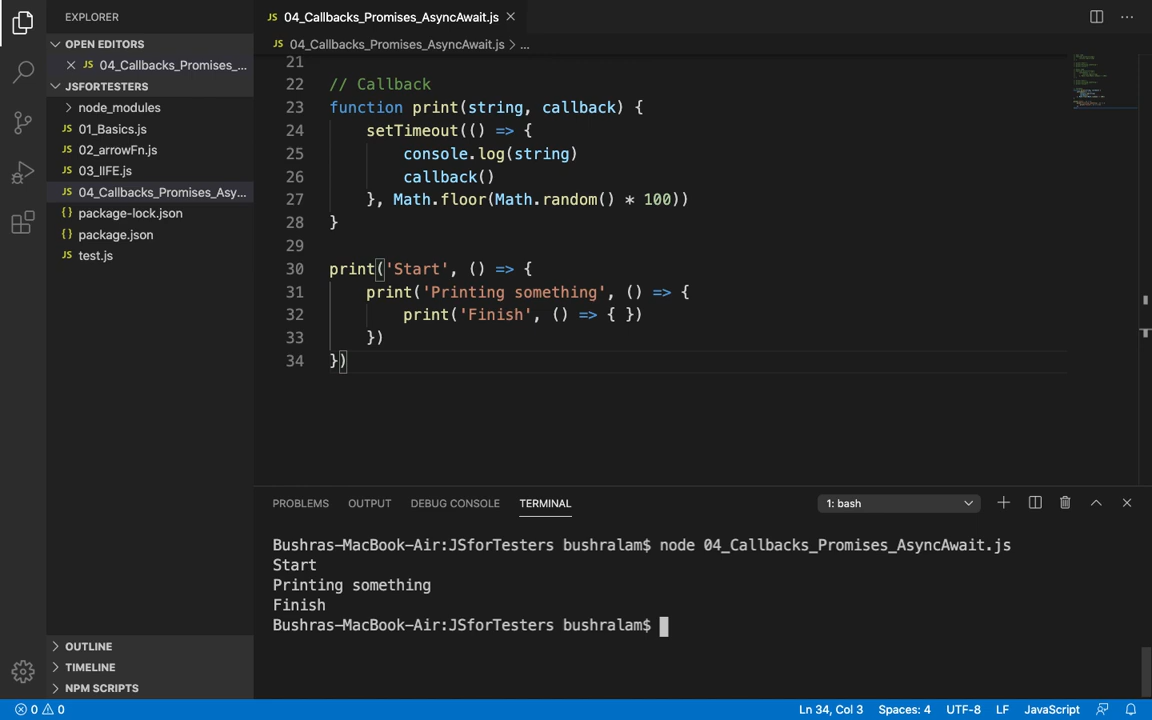 EXPLORER
OPEN EDITORS
JS 04_Callbacks_Promises_...
JSFORTESTERS
node_modules
JS 01_Basics.js
JS 02_arrowFn.js
JS 03_IIFE.js
JS 04_Callbacks_Promises_Asy...
{} package-lock.json
{} package.json
JS test.js
OUTLINE
TIMELINE
NPM SCRIPTS
JS 04_Callbacks_Promises_AsyncAwait.js
JS 04_Callbacks_Promises_AsyncAwait.js > ...
21
22 // Callback
23 function print(string, callback) {
24     setTimeout(() => {
25         console.log(string)
26         callback()
27     }, Math.floor(Math.random() * 100))
28 }
29
30 print('Start', () => {
31     print('Printing something', () => {
32         print('Finish', () => { })
33     })
34 })
PROBLEMS OUTPUT DEBUG CONSOLE TERMINAL 1: bash
Bushras-MacBook-Air:JSforTesters bushralam$ node 04_Callbacks_Promises_AsyncAwait.js
Start
Printing something
Finish
Bushras-MacBook-Air:JSforTesters bushralam$
0 0 Ln 34, Col 3 Spaces: 4 UTF-8 LF JavaScript